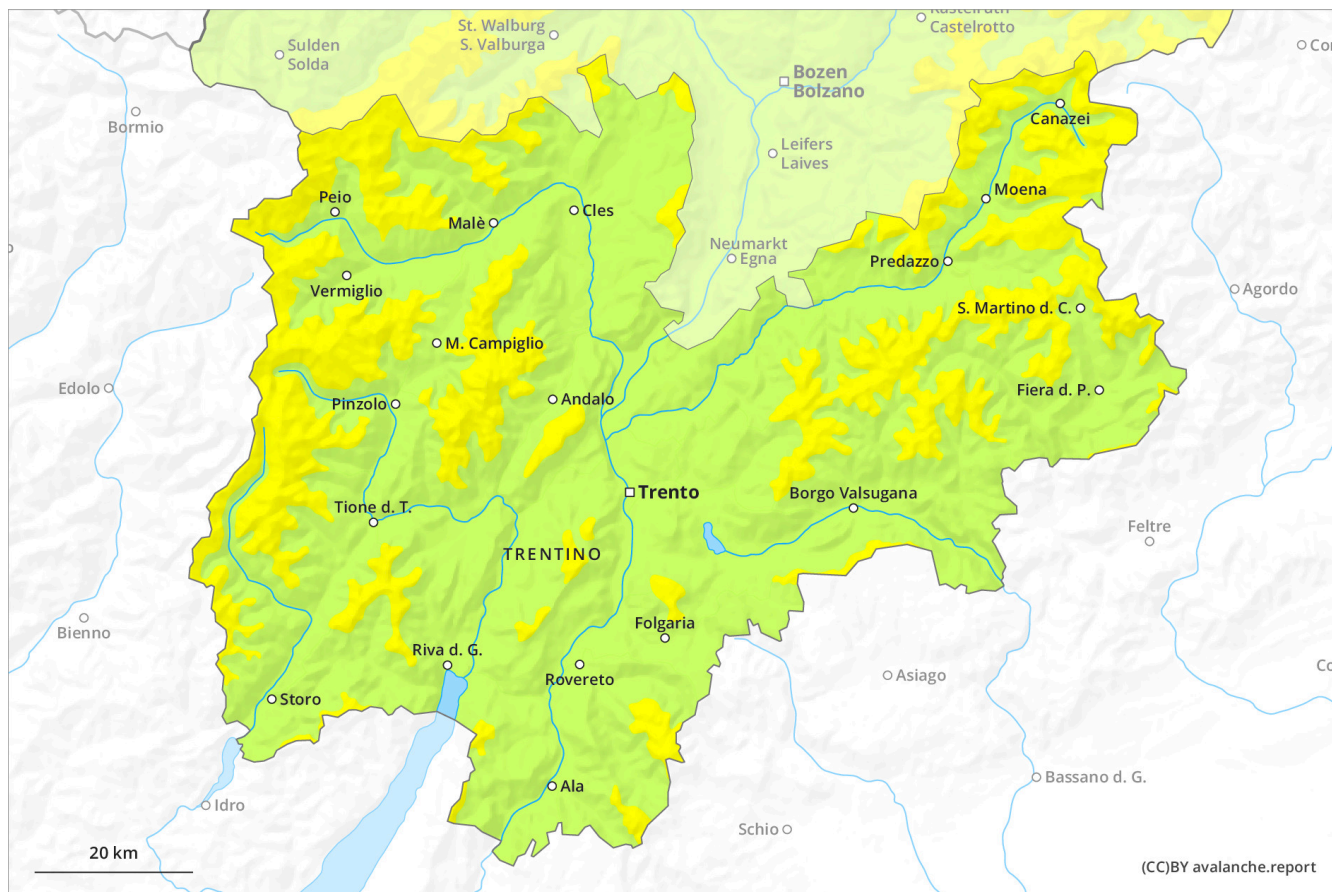 Kastelruth
Castelrotto
St. Walburg
S. Valburga
Sulden
Solda
Bozen
Bolzano
Bormio
Canazei
Leifers
Laives
Peio
Moena
Malè
Cles
Neumarkt
Egna
Predazzo
Vermiglio
Agordo
S. Martino d. C.
M. Campiglio
Edolo
Fiera d. P.
Pinzolo
Andalo
Trento
Borgo Valsugana
Tione d. T.
Feltre
TRENTINO
Bienno
Folgaria
Riva d. G.
Rovereto
Asiago
Storo
Bassano d. G.
Ala
Idro
Schio
20 km
(CC)BY avalanche.report